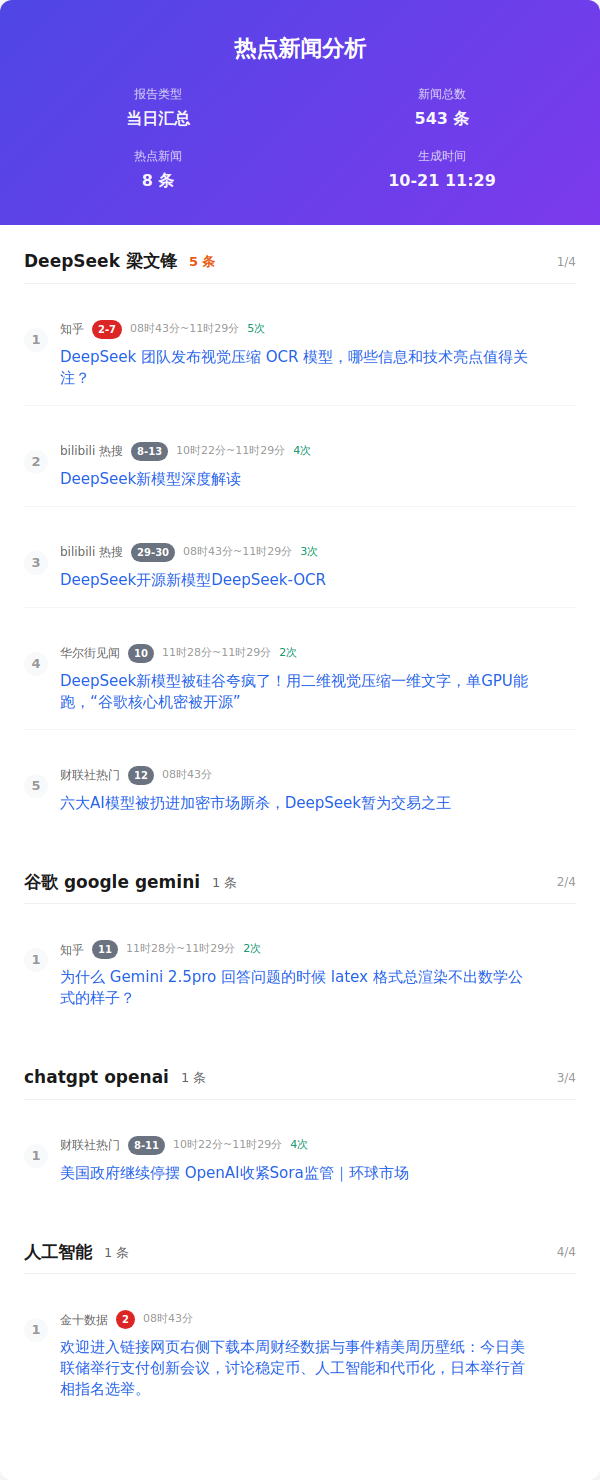 热点新闻分析
报告类型
新闻总数
当日汇总
543 条
热点新闻
生成时间
8 条
10-21 11:29
DeepSeek 梁文锋 5 条 1/4
1
知乎 2-7 08时43分~11时29分 5次
DeepSeek 团队发布视觉压缩 OCR 模型，哪些信息和技术亮点值得关
注？
2
bilibili 热搜 8-13 10时22分~11时29分 4次
DeepSeek新模型深度解读
3
bilibili 热搜 29-30 08时43分~11时29分 3次
DeepSeek开源新模型DeepSeek-OCR
4
华尔街见闻 10 11时28分~11时29分 2次
DeepSeek新模型被硅谷夸疯了！用二维视觉压缩一维文字，单GPU能
跑，“谷歌核心机密被开源”
5
财联社热门 12 08时43分
六大AI模型被扔进加密市场厮杀，DeepSeek暂为交易之王
谷歌 google gemini 1 条 2/4
1
知乎 11 11时28分~11时29分 2次
为什么 Gemini 2.5pro 回答问题的时候 latex 格式总渲染不出数学公
式的样子？
chatgpt openai 1 条 3/4
1
财联社热门 8-11 10时22分~11时29分 4次
美国政府继续停摆 OpenAI收紧Sora监管｜环球市场
人工智能 1 条 4/4
1
金十数据 2 08时43分
欢迎进入链接网页右侧下载本周财经数据与事件精美周历壁纸：今日美
联储举行支付创新会议，讨论稳定币、人工智能和代币化，日本举行首
相指名选举。